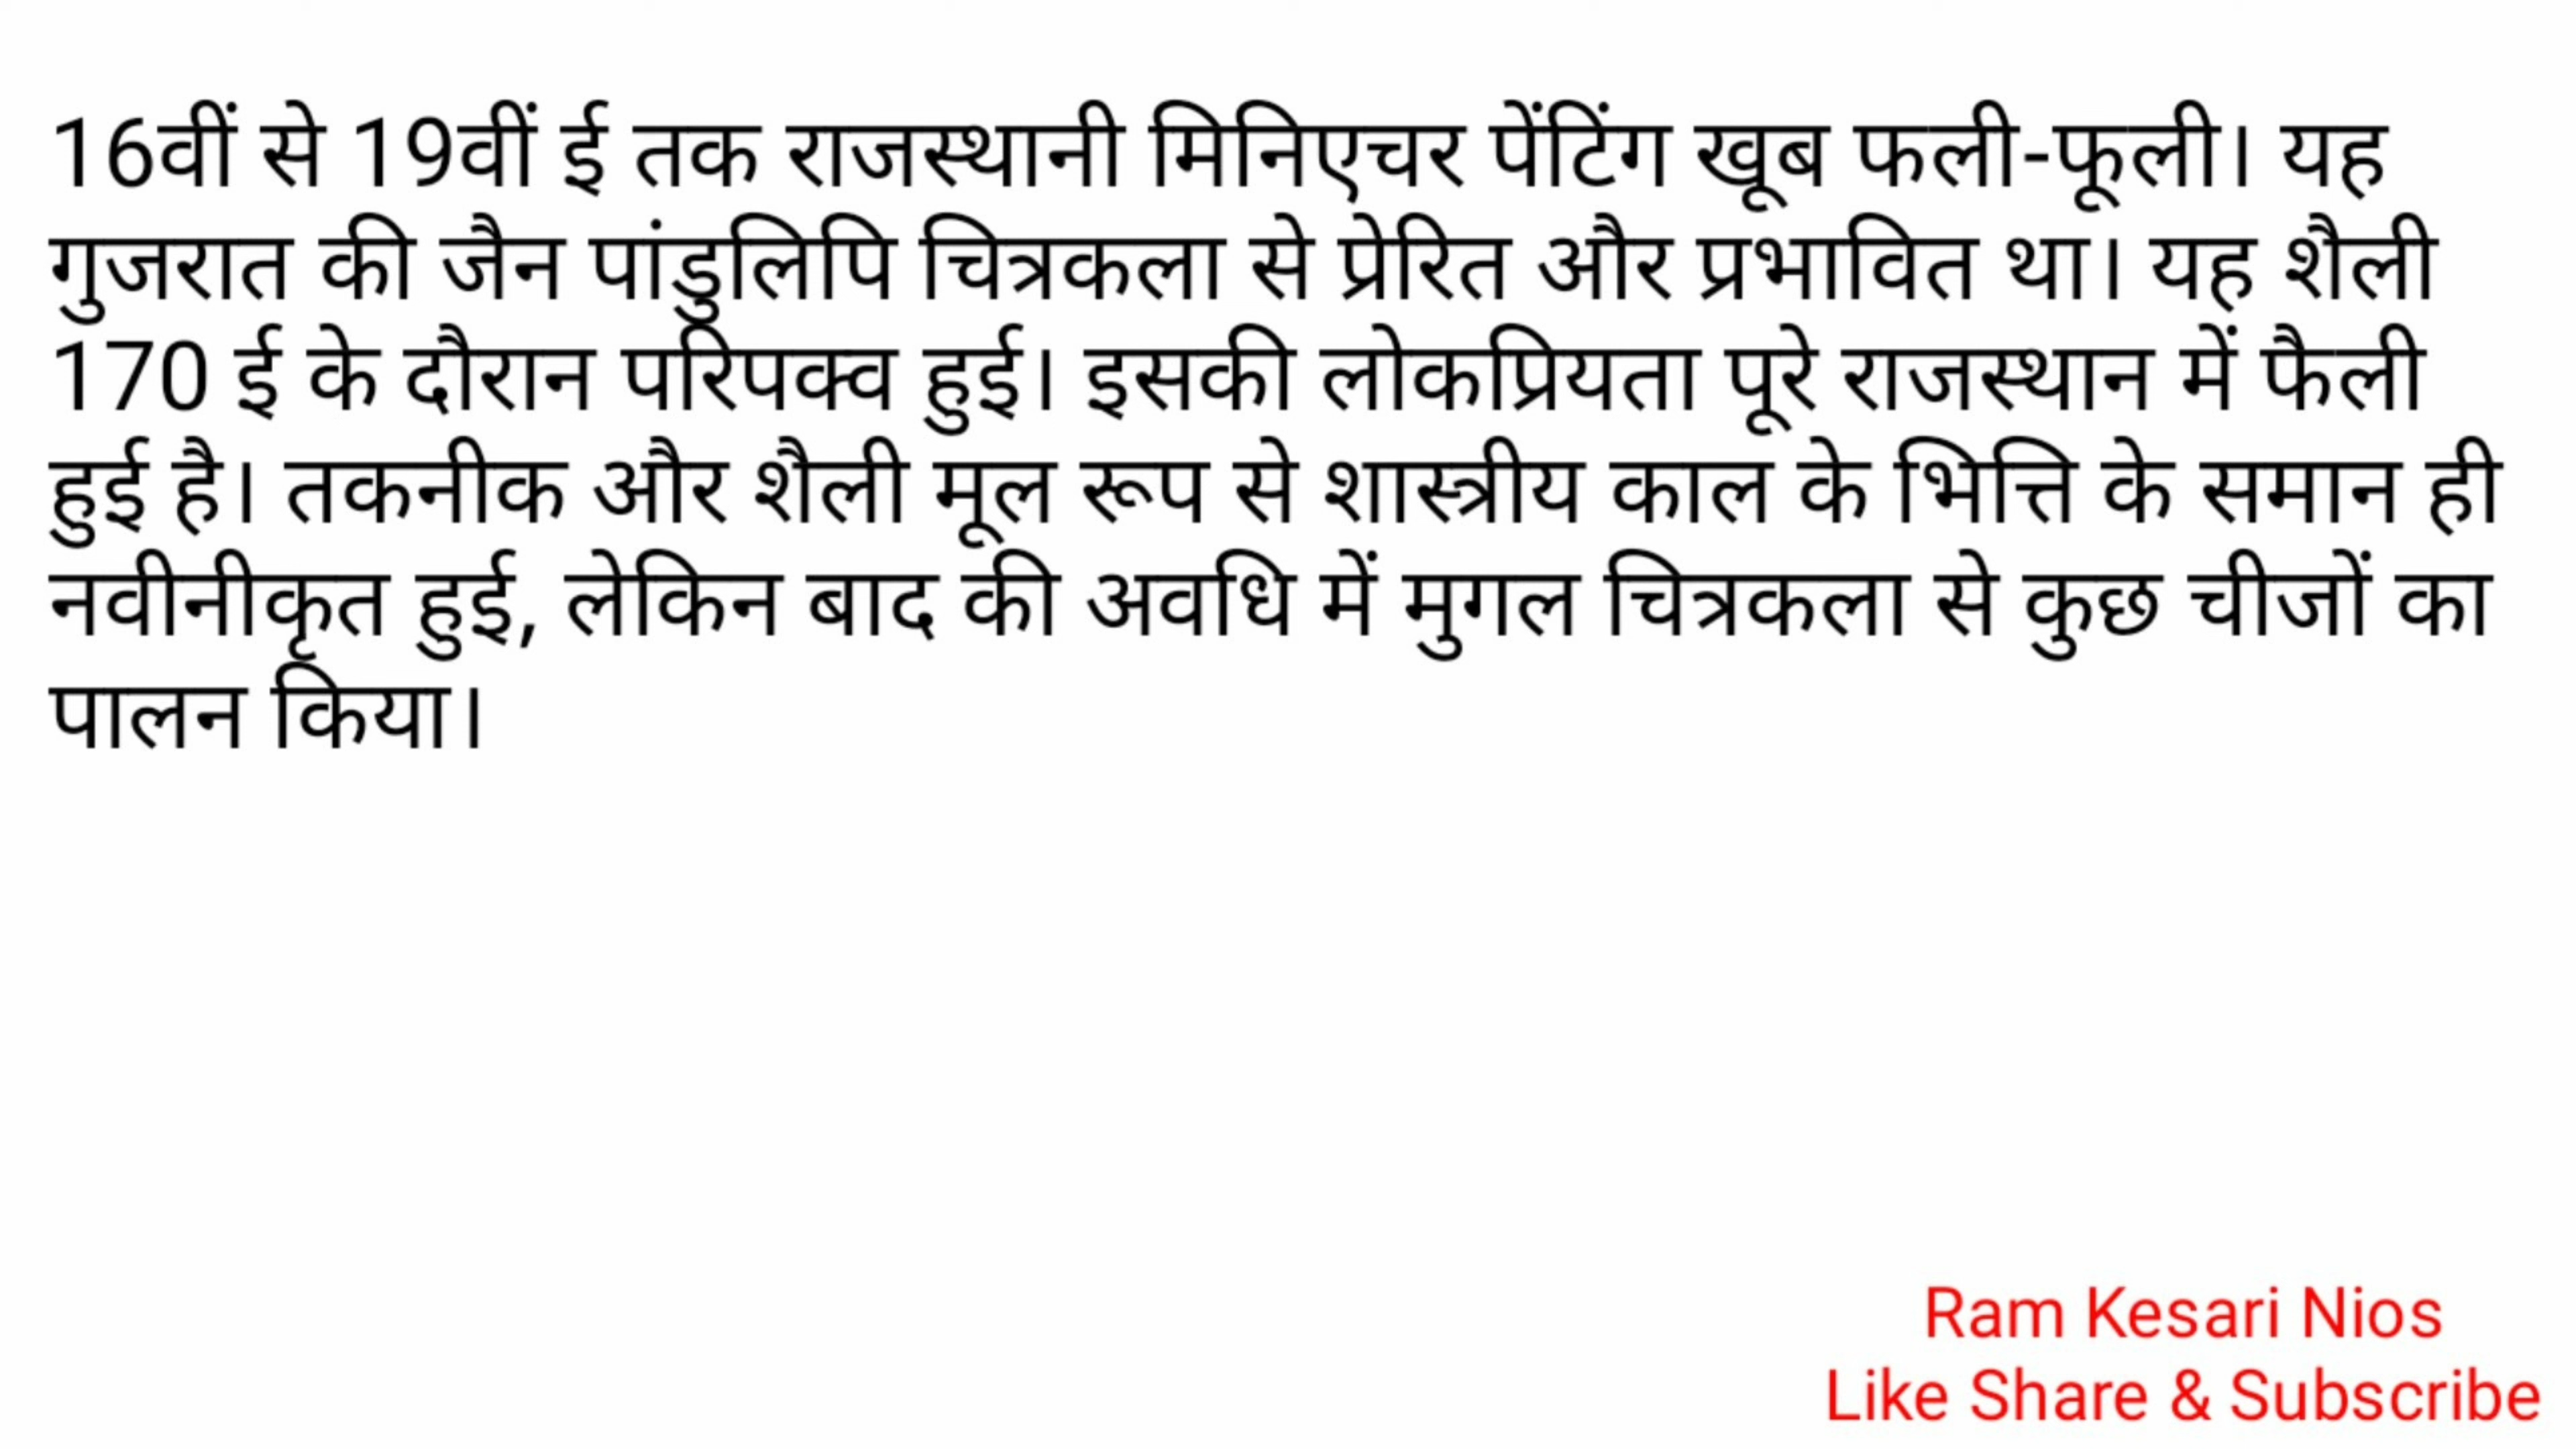 16वीं से 19वीं ई तक राजस्थानी मिनिएचर पेंटिंग खूब फली-फूली। यह
गुजरात की जैन पांडुलिपि चित्रकला से प्रेरित और प्रभावित था। यह शैली
170 ई के दौरान परिपक्व हुई। इसकी लोकप्रियता पूरे राजस्थान में फैली
हुई है। तकनीक और शैली मूल रूप से शास्त्रीय काल के भित्ति के समान ही
नवीनीकृत हुई, लेकिन बाद की अवधि में मुगल चित्रकला से कुछ चीजों का
पालन किया।
Ram Kesari Nios
Like Share & Subscribe